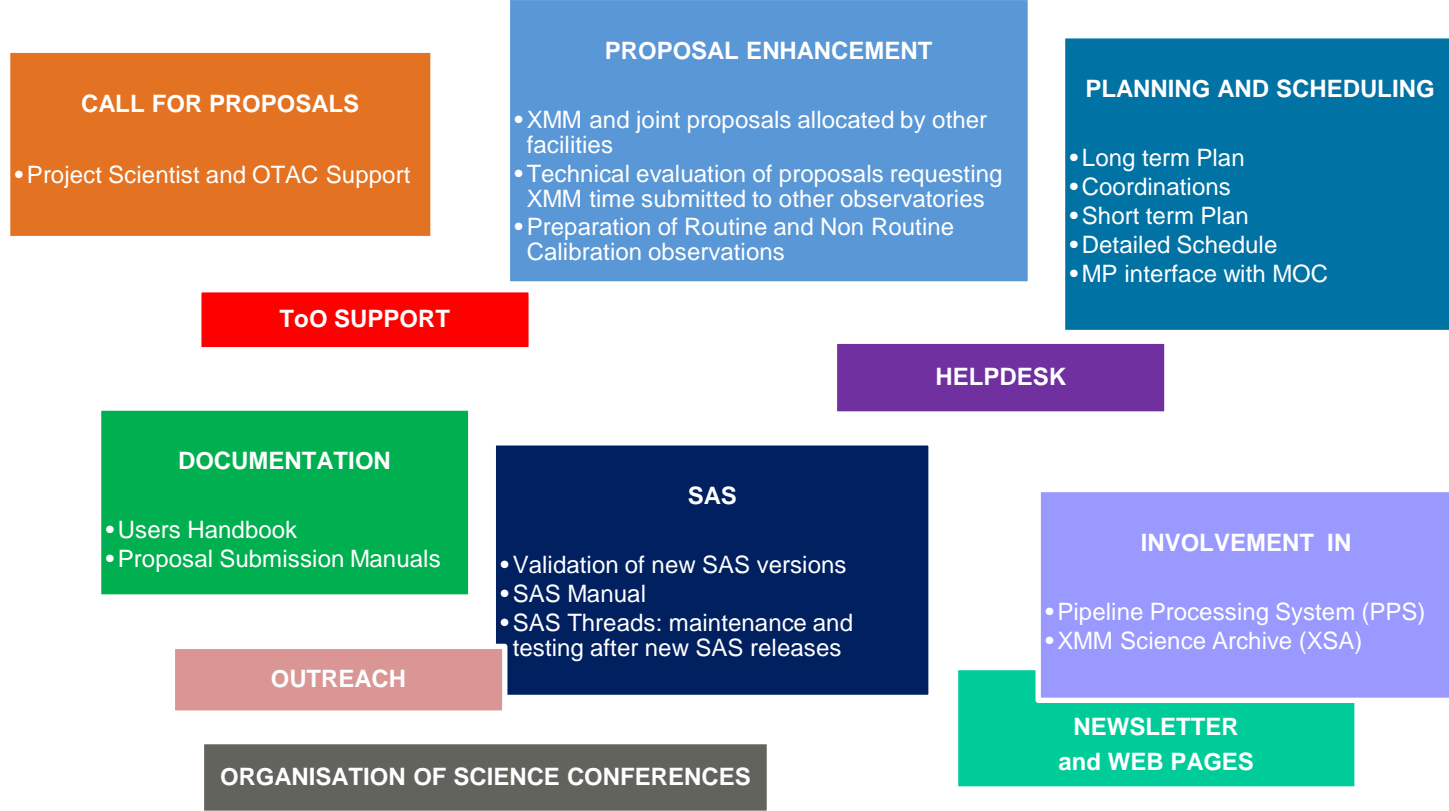 CALL FOR PROPOSALS
•Project Scientist and OTAC Support
PROPOSAL ENHANCEMENT
•XMM and joint proposals allocated by other
facilities
•Technical evaluation of proposals requesting
XMM time submitted to other observatories
•Preparation of Routine and Non Routine
Calibration observations
PLANNING AND SCHEDULING
•Long term Plan
•Coordinations
•Short term Plan
•Detailed Schedule
•MP interface with MOC
ToO SUPPORT
HELPDESK
DOCUMENTATION
•Users Handbook
•Proposal Submission Manuals
SAS
•Validation of new SAS versions
•SAS Manual
•SAS Threads: maintenance and
testing after new SAS releases
INVOLVEMENT IN
•Pipeline Processing System (PPS)
•XMM Science Archive (XSA)
OUTREACH
NEWSLETTER
and WEB PAGES
ORGANISATION OF SCIENCE CONFERENCES